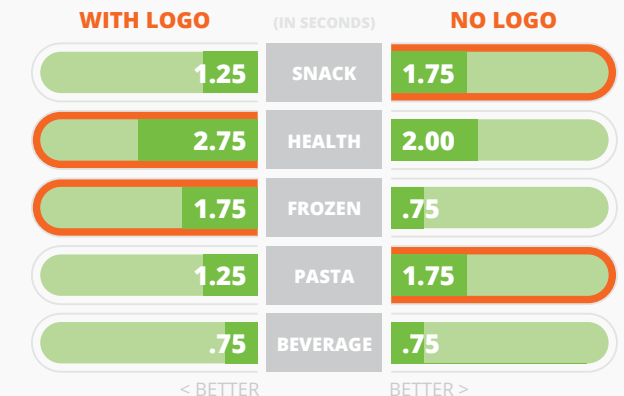 WITH LOGO (IN SECONDS) NO LOGO
1.25 SNACK 1.75
2.75 HEALTH 2.00
1.75 FROZEN .75
1.25 PASTA 1.75
.75 BEVERAGE .75
< BETTER BETTER >